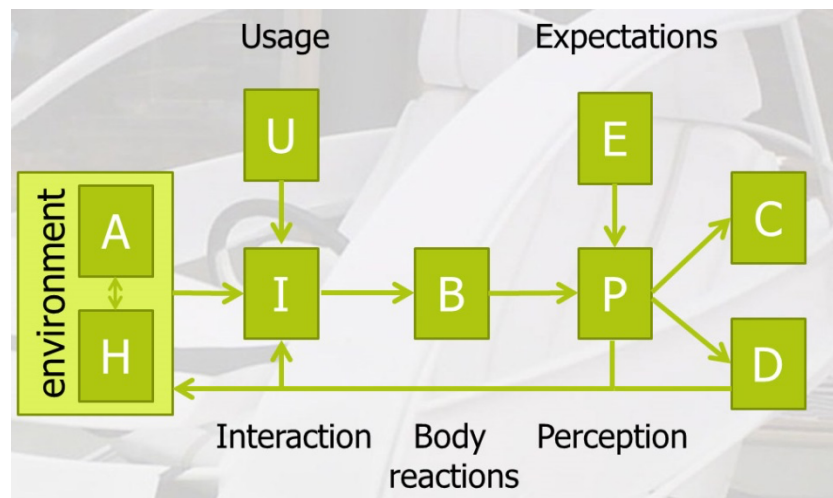 Usage
Expectations
U
E
environment
A
C
I
B
P
H
D
Interaction
Body
reactions
Perception